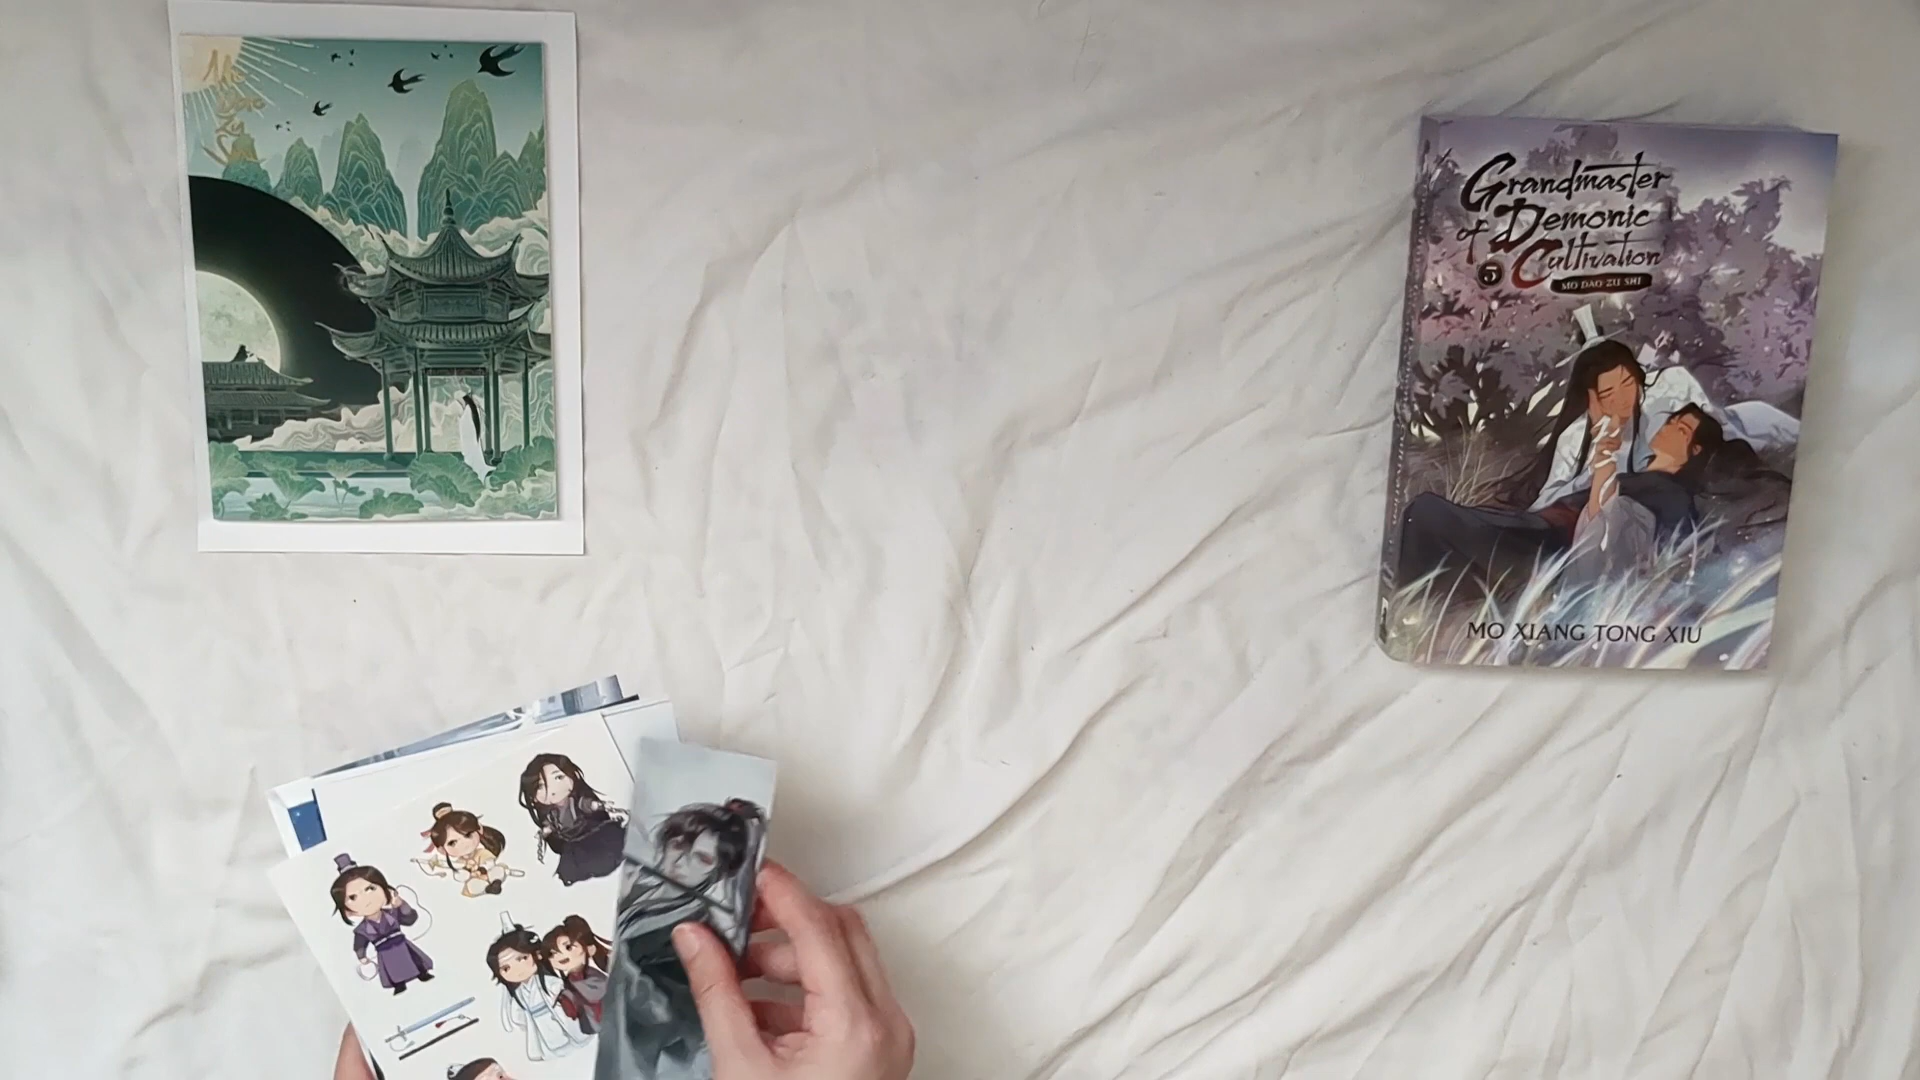 Mo
Dao
Zu
Shi
Grandmaster
of Demonic
5 Cultivation
MO DAO ZU SHI
MO XIANG TONG XIU